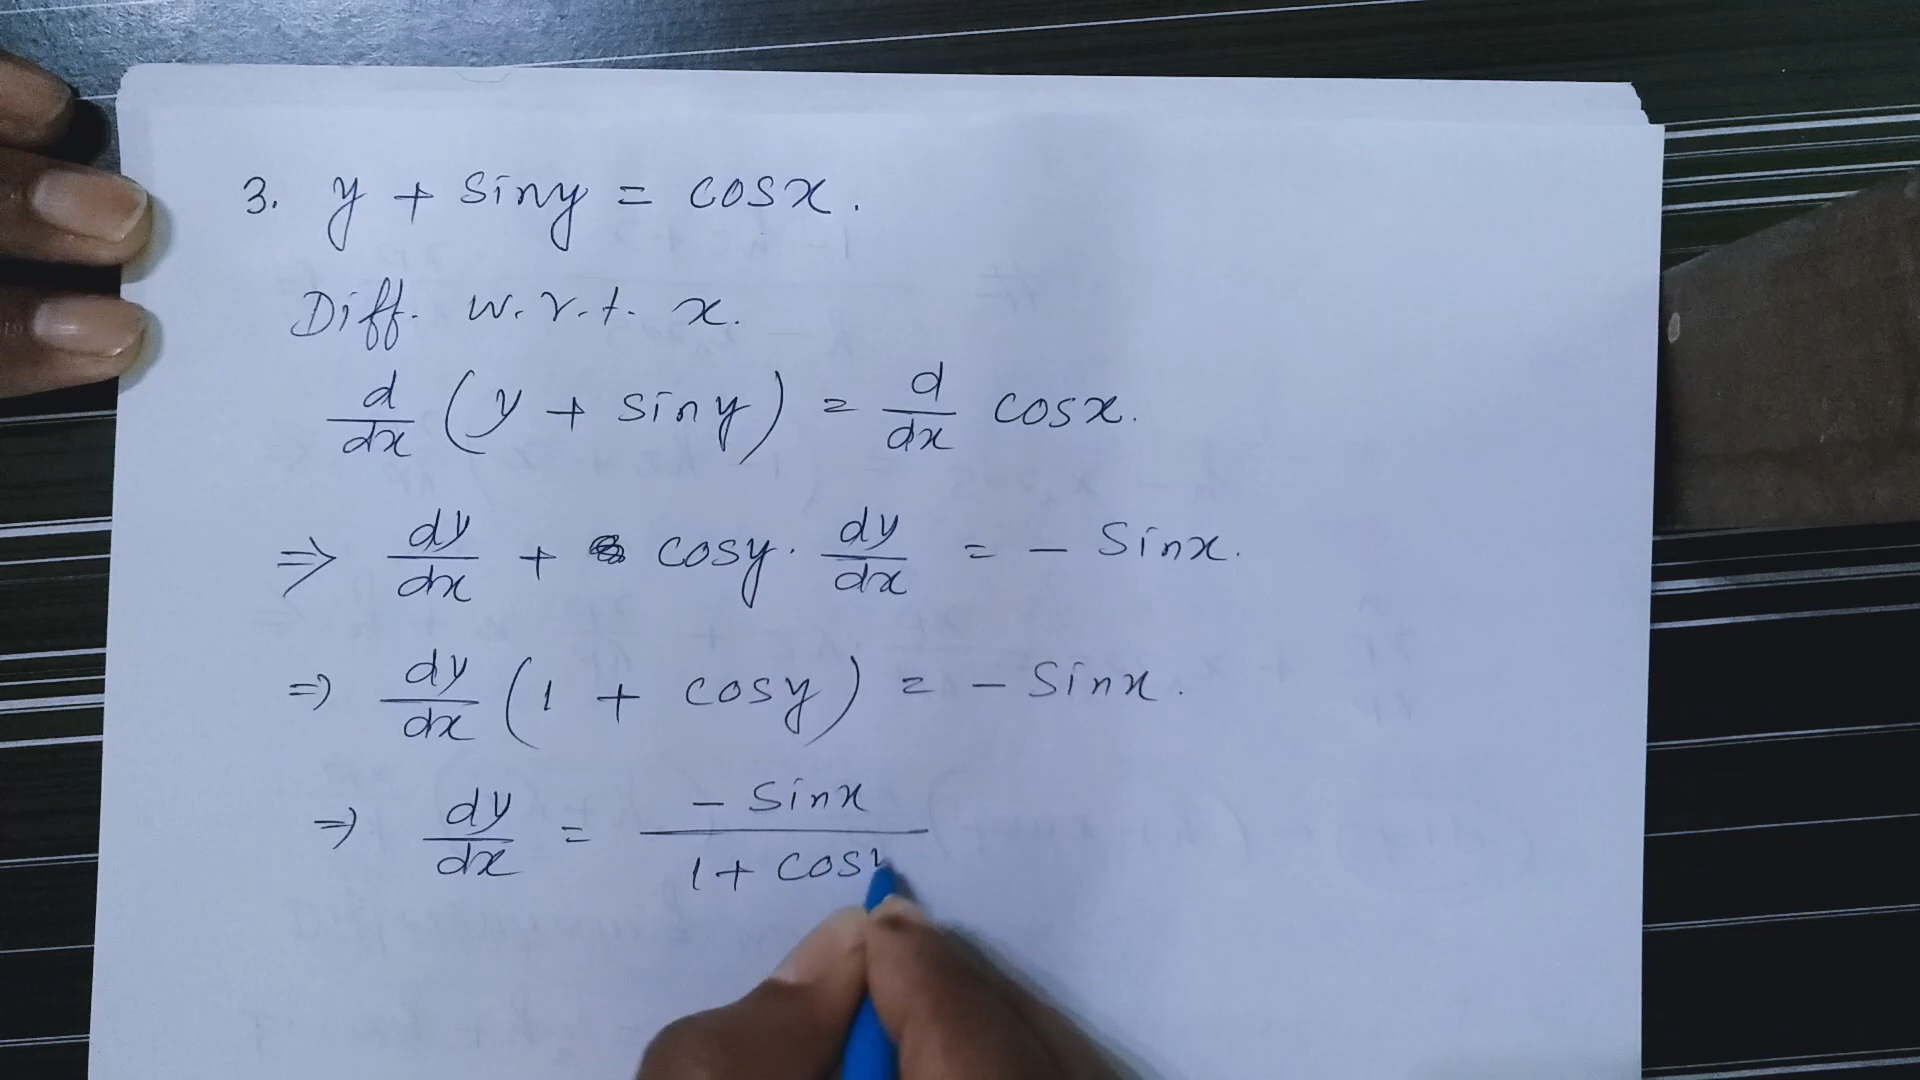 3. y + siny = cosx.
Diff. w.r.t. x.
d/dx (y + siny) = d/dx cosx.
⇒ dy/dx + cosy. dy/dx = - Sinx.
⇒ dy/dx (1 + cosy) = - Sinx.
⇒ dy/dx = - Sinx / 1 + cosy